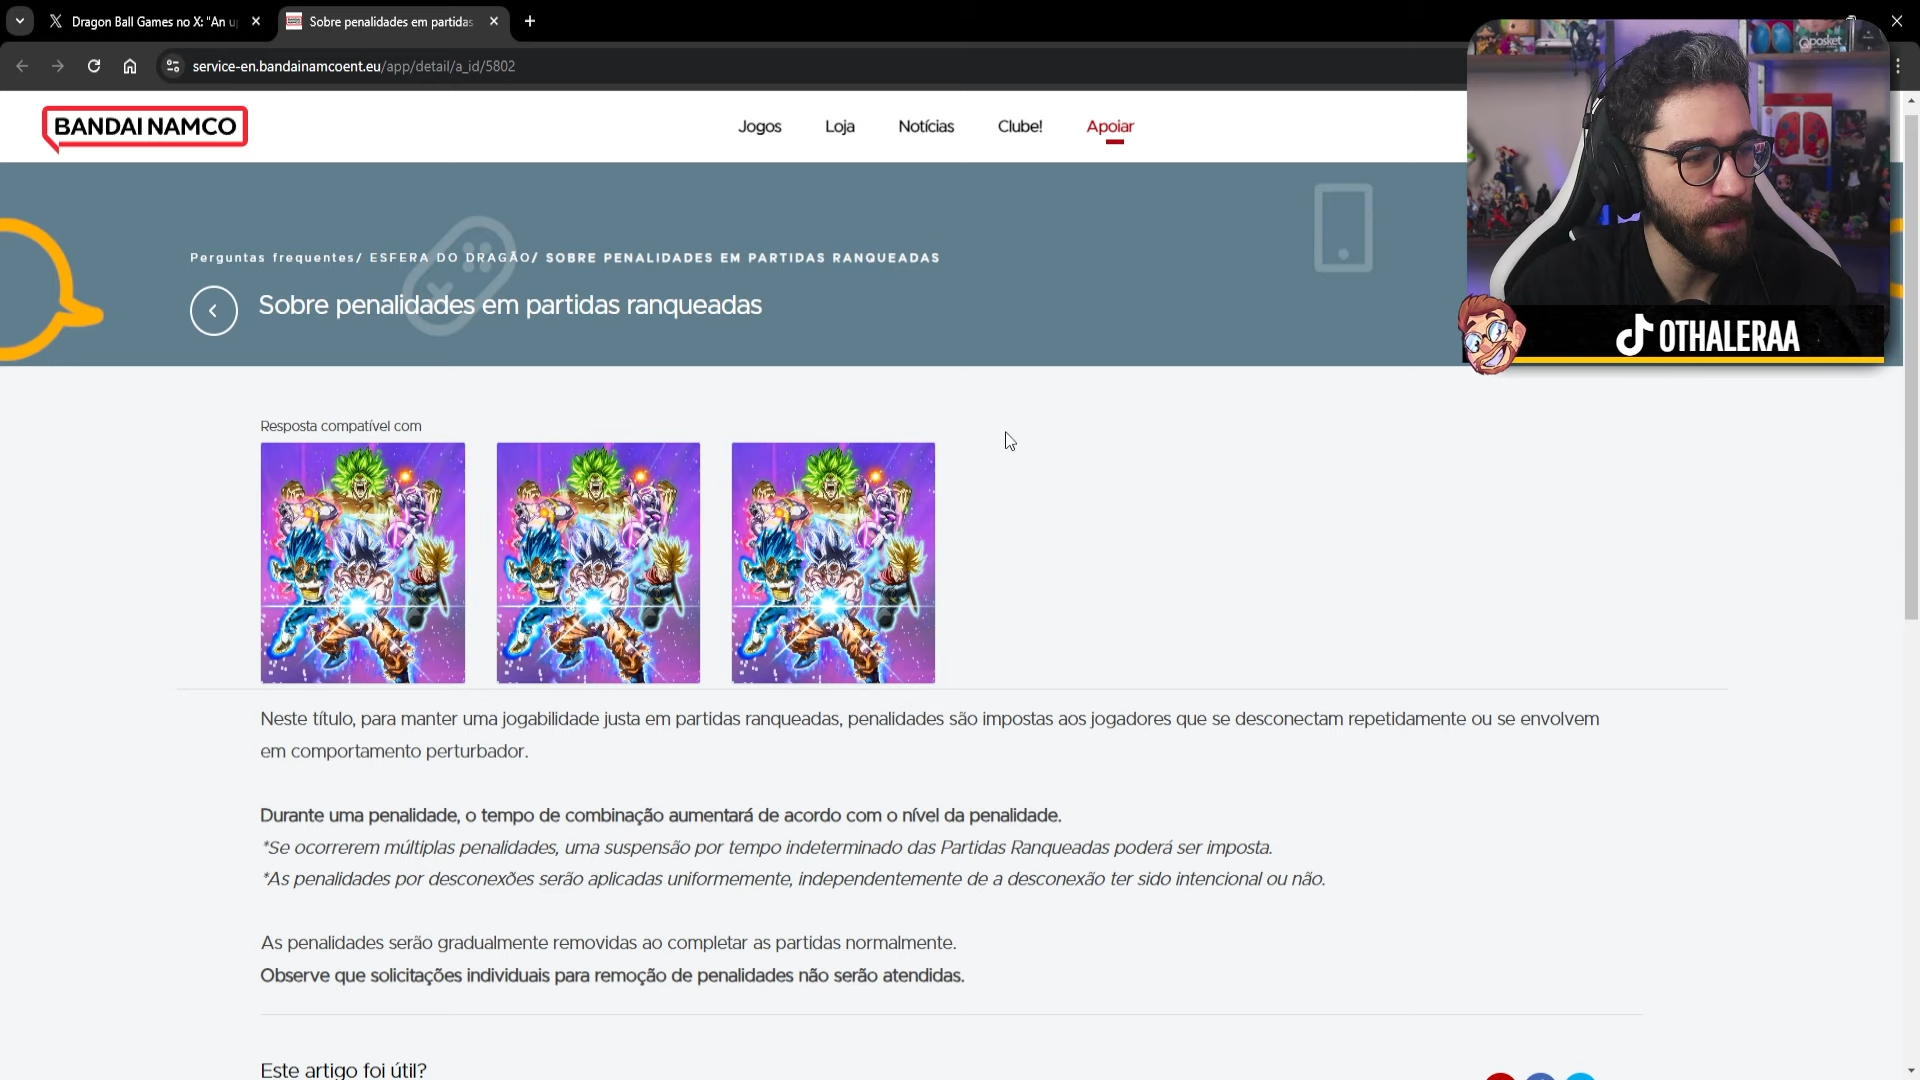 Dragon Ball Games no X: "An u
Sobre penalidades em partidas
service-en.bandainamcoent.eu/app/detail/a_id/5802
BANDAI NAMCO
Jogos
Loja
Notícias
Clube!
Apoiar
Qposket
Perguntas frequentes/ ESFERA DO DRAGÃO/ SOBRE PENALIDADES EM PARTIDAS RANQUEADAS
Sobre penalidades em partidas ranqueadas
OTHALERAA
Resposta compatível com
Neste título, para manter uma jogabilidade justa em partidas ranqueadas, penalidades são impostas aos jogadores que se desconectam repetidamente ou se envolvem
em comportamento perturbador.
Durante uma penalidade, o tempo de combinação aumentará de acordo com o nível da penalidade.
*Se ocorrerem múltiplas penalidades, uma suspensão por tempo indeterminado das Partidas Ranqueadas poderá ser imposta.
*As penalidades por desconexões serão aplicadas uniformemente, independentemente de a desconexão ter sido intencional ou não.
As penalidades serão gradualmente removidas ao completar as partidas normalmente.
Observe que solicitações individuais para remoção de penalidades não serão atendidas.
Este artigo foi útil?